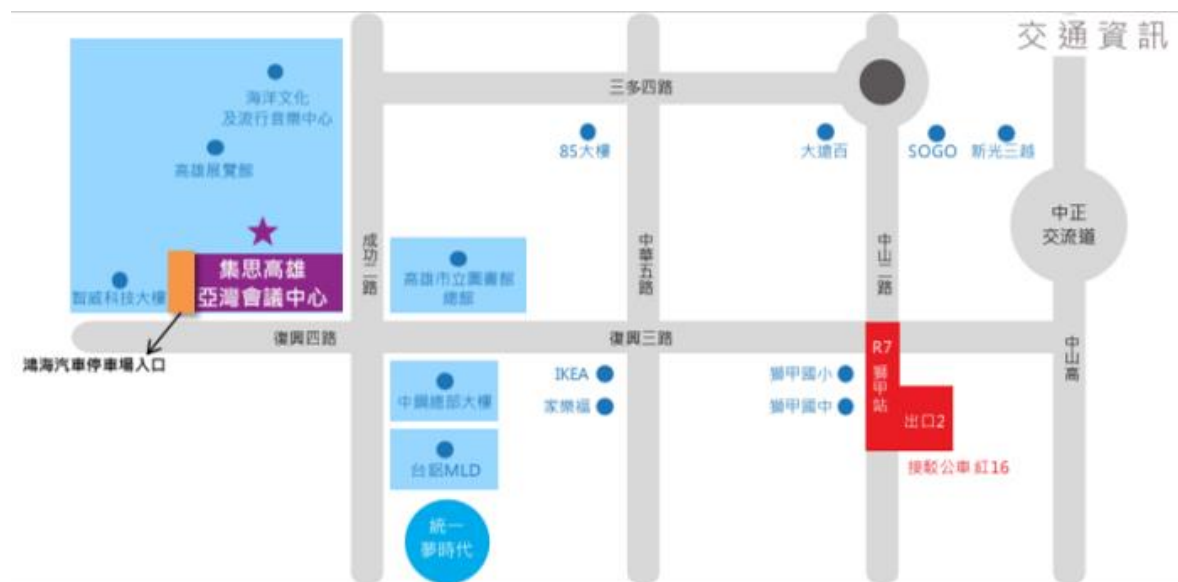 交通資訊
海洋文化
及流行音樂中心
高雄展覽館
智威科技大樓
集思高雄
亞灣會議中心
鴻海汽車停車場入口
三多四路
85大樓
大遠百
SOGO
新光三越
成功二路
高雄市立圖書館
總館
中華五路
中山二路
中正
交流道
復興四路
復興三路
中山高
中鋼總部大樓
台鋁MLD
統一
夢時代
IKEA
家樂福
獅甲國小
獅甲國中
R7
獅甲站
出口2
接駁公車 紅16